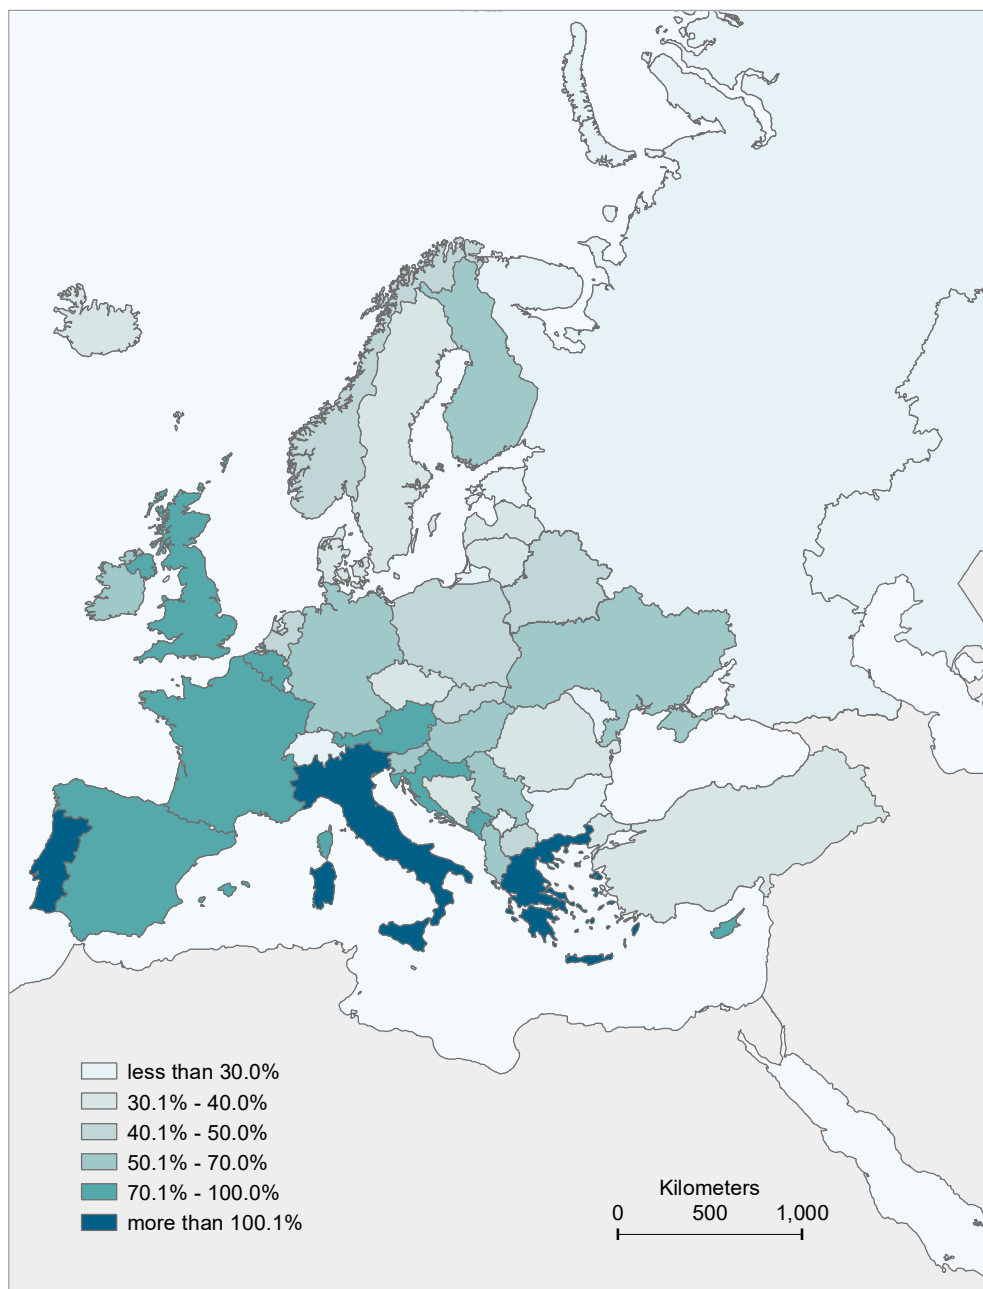 less than 30.0%
30.1% - 40.0%
40.1% - 50.0%
50.1% - 70.0%
70.1% - 100.0%
more than 100.1%
Kilometers
0 500 1,000